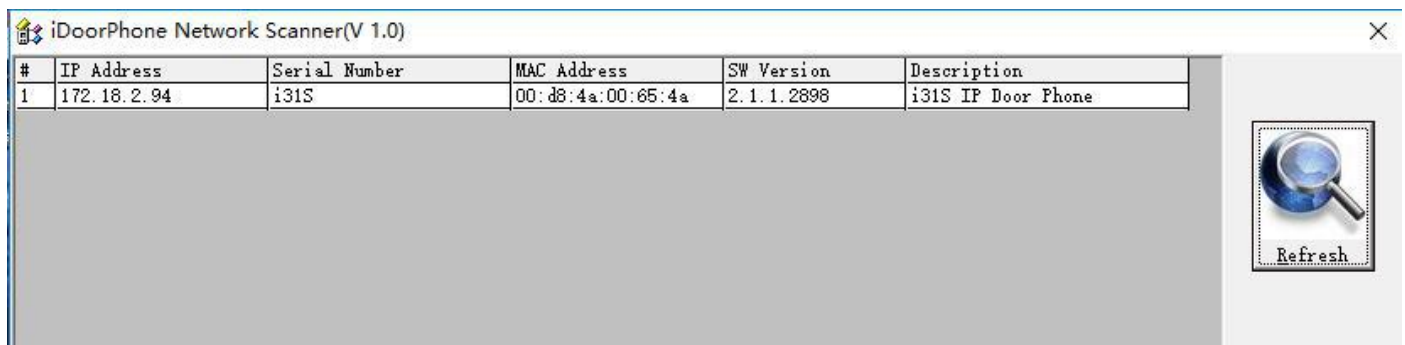 iDoorPhone Network Scanner(V 1.0)
# IP Address Serial Number MAC Address SW Version Description
1 172.18.2.94 i31S 00:d8:4a:00:65:4a 2.1.1.2898 i31S IP Door Phone
Refresh